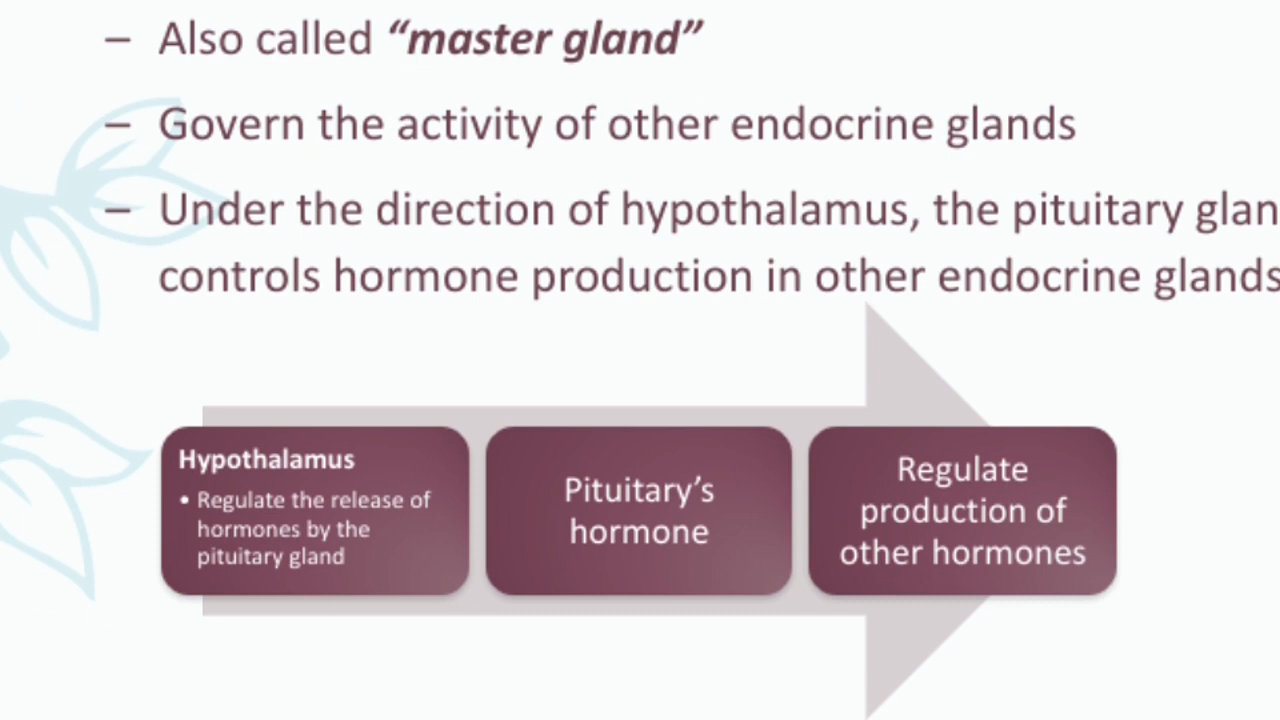 – Also called “master gland”
– Govern the activity of other endocrine glands
– Under the direction of hypothalamus, the pituitary glan
controls hormone production in other endocrine glands
Hypothalamus
• Regulate the release of
hormones by the
pituitary gland
Pituitary’s
hormone
Regulate
production of
other hormones